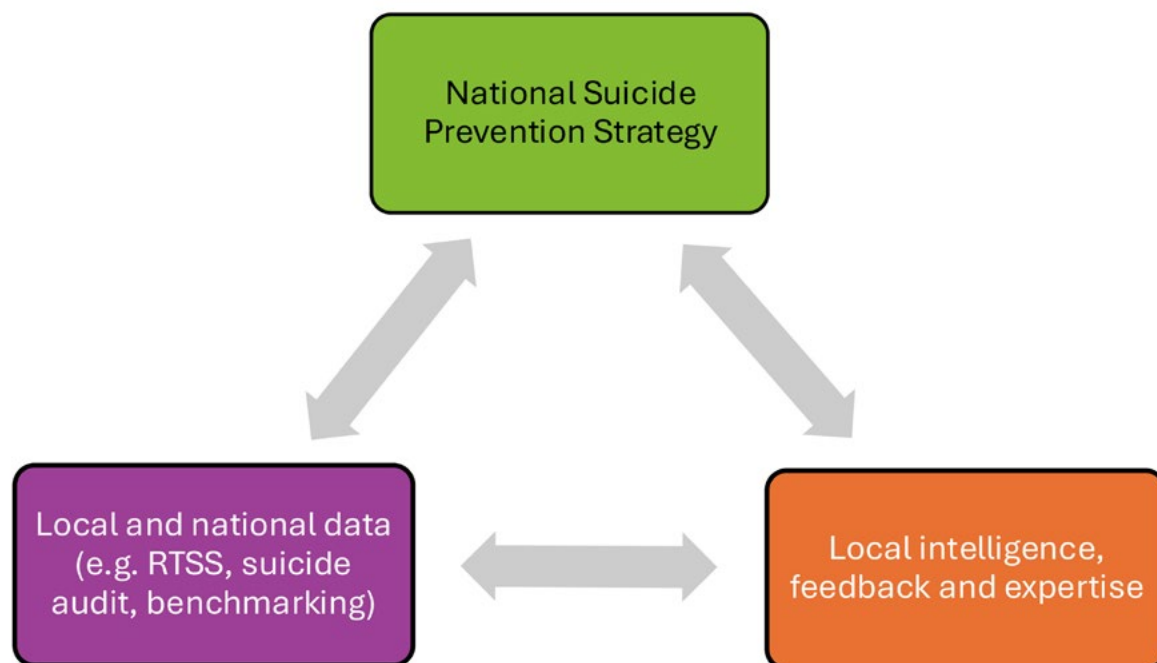 National Suicide
Prevention Strategy
Local and national data
(e.g. RTSS, suicide
audit, benchmarking)
Local intelligence,
feedback and expertise